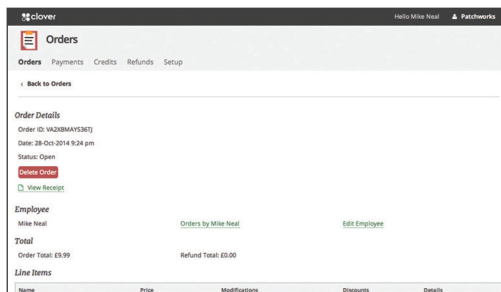 clover Hello Mike Neal Patchworks
Orders
Orders Payments Credits Refunds Setup
‹ Back to Orders
Order Details
Order ID: VA2XBMAYS36TJ
Date: 28-Oct-2014 9:24 pm
Status: Open
Delete Order
View Receipt
Employee
Mike Neal Orders by Mike Neal Edit Employee
Total
Order Total: £9.99 Refund Total: £0.00
Line Items
Name Price Modifications Discounts Details